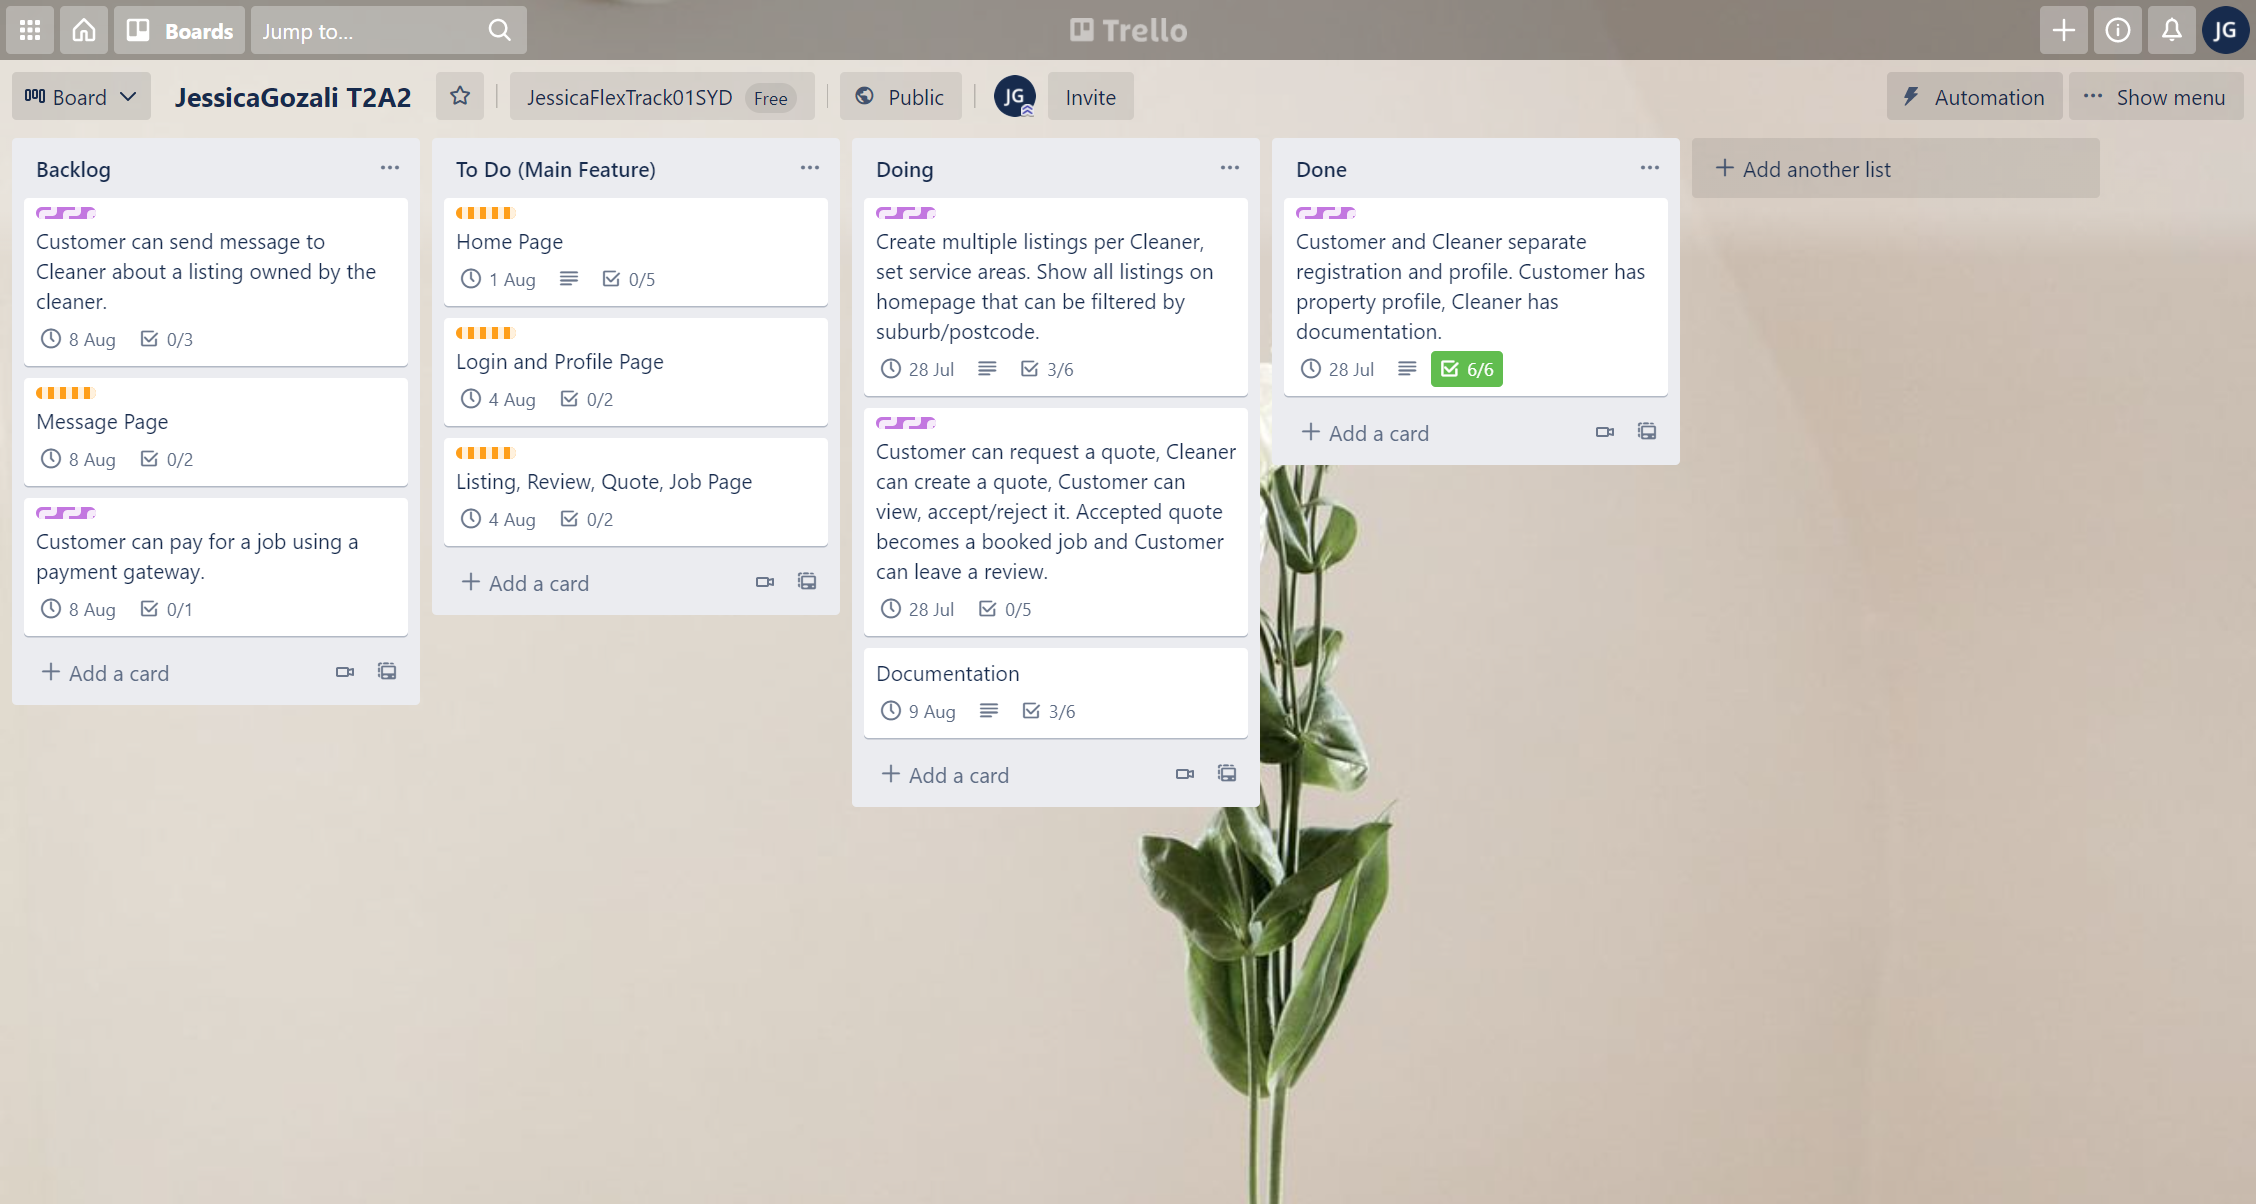 Boards
Jump to...
Trello
JG
Board
JessicaGozali T2A2
JessicaFlexTrack01SYD Free
Public
JG
Invite
Automation
Show menu
Backlog
Customer can send message to
Cleaner about a listing owned by the
cleaner.
8 Aug 0/3
Message Page
8 Aug 0/2
Customer can pay for a job using a
payment gateway.
8 Aug 0/1
Add a card
To Do (Main Feature)
Home Page
1 Aug 0/5
Login and Profile Page
4 Aug 0/2
Listing, Review, Quote, Job Page
4 Aug 0/2
Add a card
Doing
Create multiple listings per Cleaner,
set service areas. Show all listings on
homepage that can be filtered by
suburb/postcode.
28 Jul 3/6
Customer can request a quote, Cleaner
can create a quote, Customer can
view, accept/reject it. Accepted quote
becomes a booked job and Customer
can leave a review.
28 Jul 0/5
Documentation
9 Aug 3/6
Add a card
Done
Customer and Cleaner separate
registration and profile. Customer has
property profile, Cleaner has
documentation.
28 Jul 6/6
Add a card
Add another list